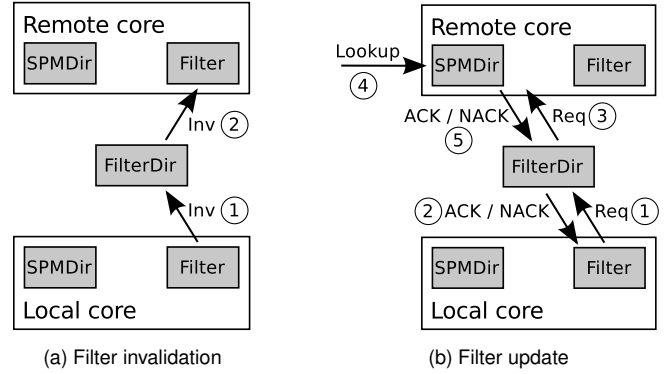 Remote core
SPMDir
Filter
Inv 2
FilterDir
Inv 1
SPMDir
Filter
Local core
(a) Filter invalidation
Remote core
Lookup
4
SPMDir
Filter
ACK / NACK
5
Req 3
FilterDir
2 ACK / NACK
Req 1
SPMDir
Filter
Local core
(b) Filter update